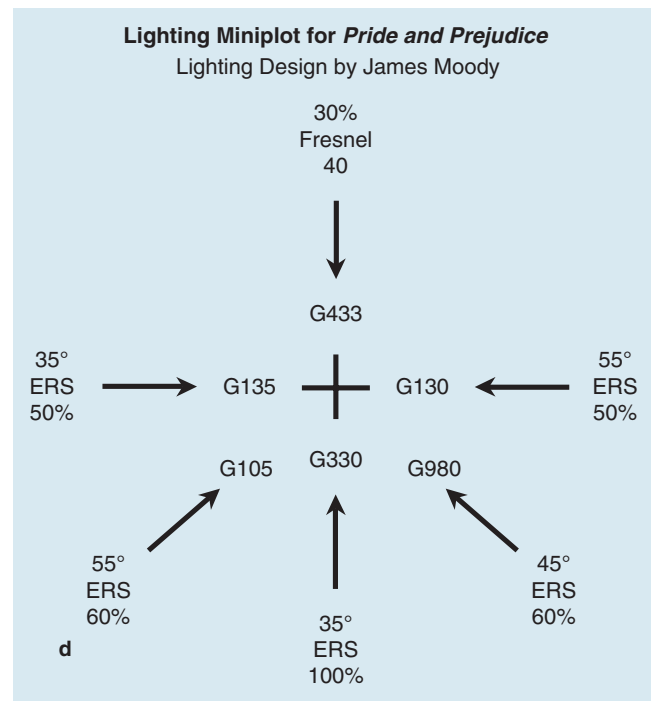 Lighting Miniplot for Pride and Prejudice
Lighting Design by James Moody
30%
Fresnel
40
G433
35°
ERS
50%
G135
G130
55°
ERS
50%
G105
G330
G980
55°
ERS
60%
35°
ERS
100%
45°
ERS
60%
d